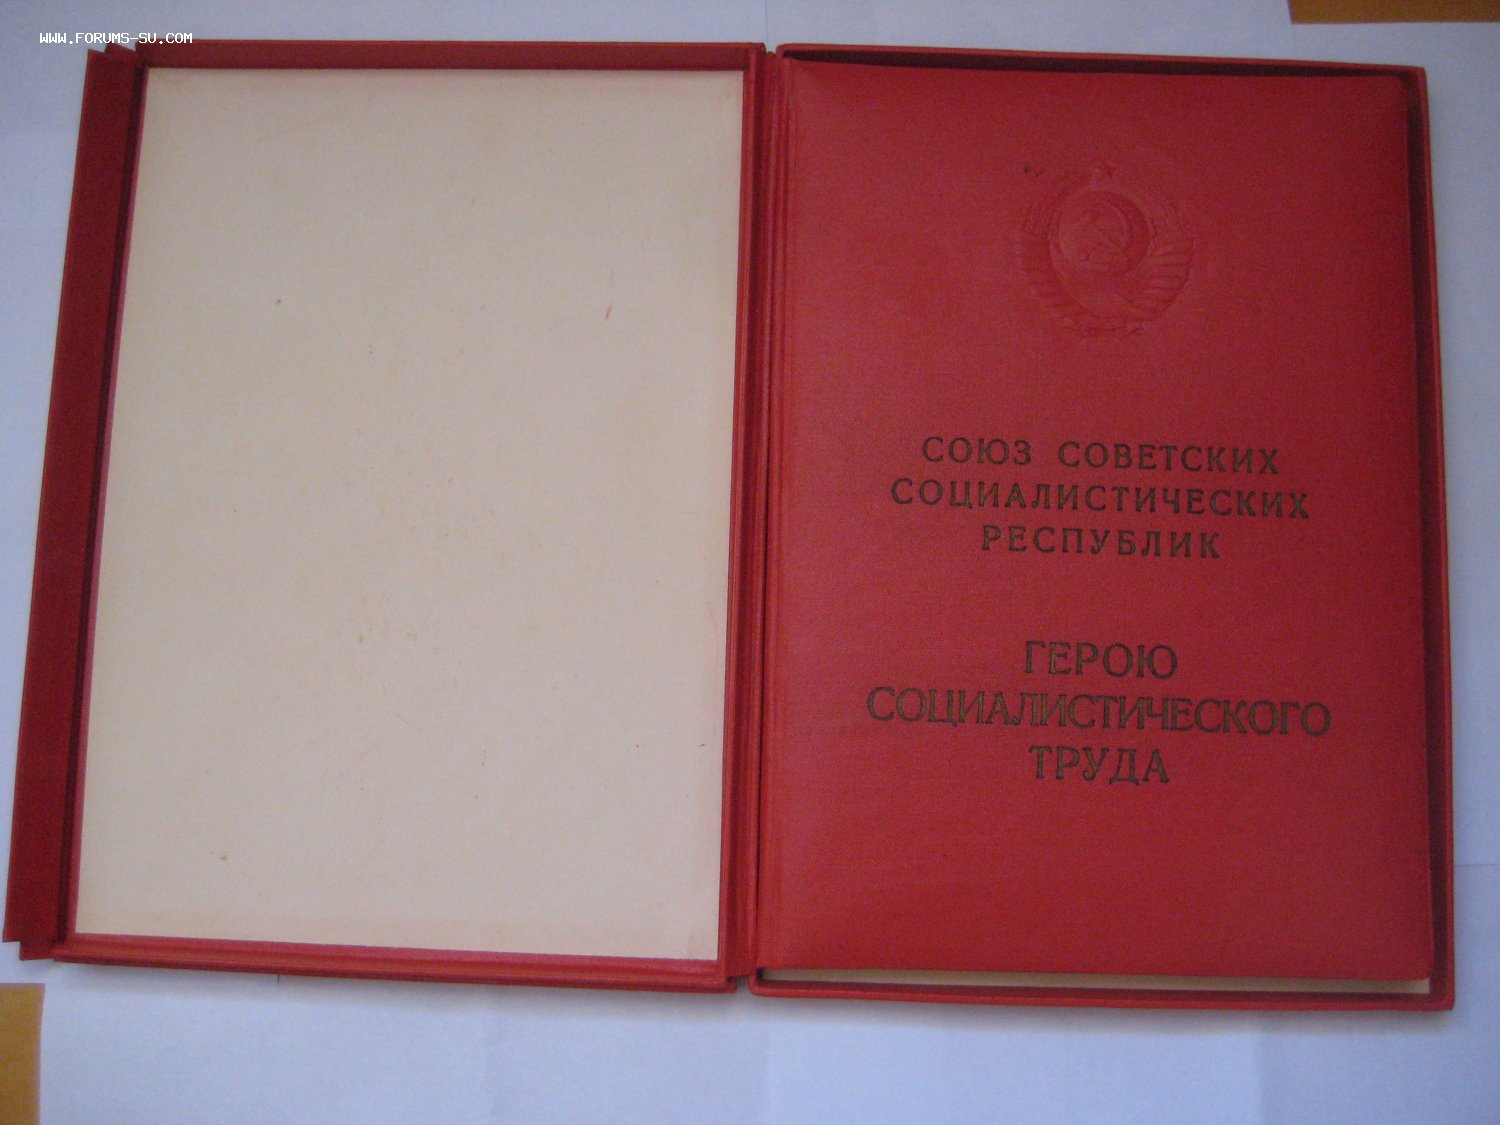 WWW.FORUMS-SU.COM
СОЮЗ СОВЕТСКИХ
СОЦИАЛИСТИЧЕСКИХ
РЕСПУБЛИК
ГЕРОЮ
СОЦИАЛИСТИЧЕСКОГО
ТРУДА